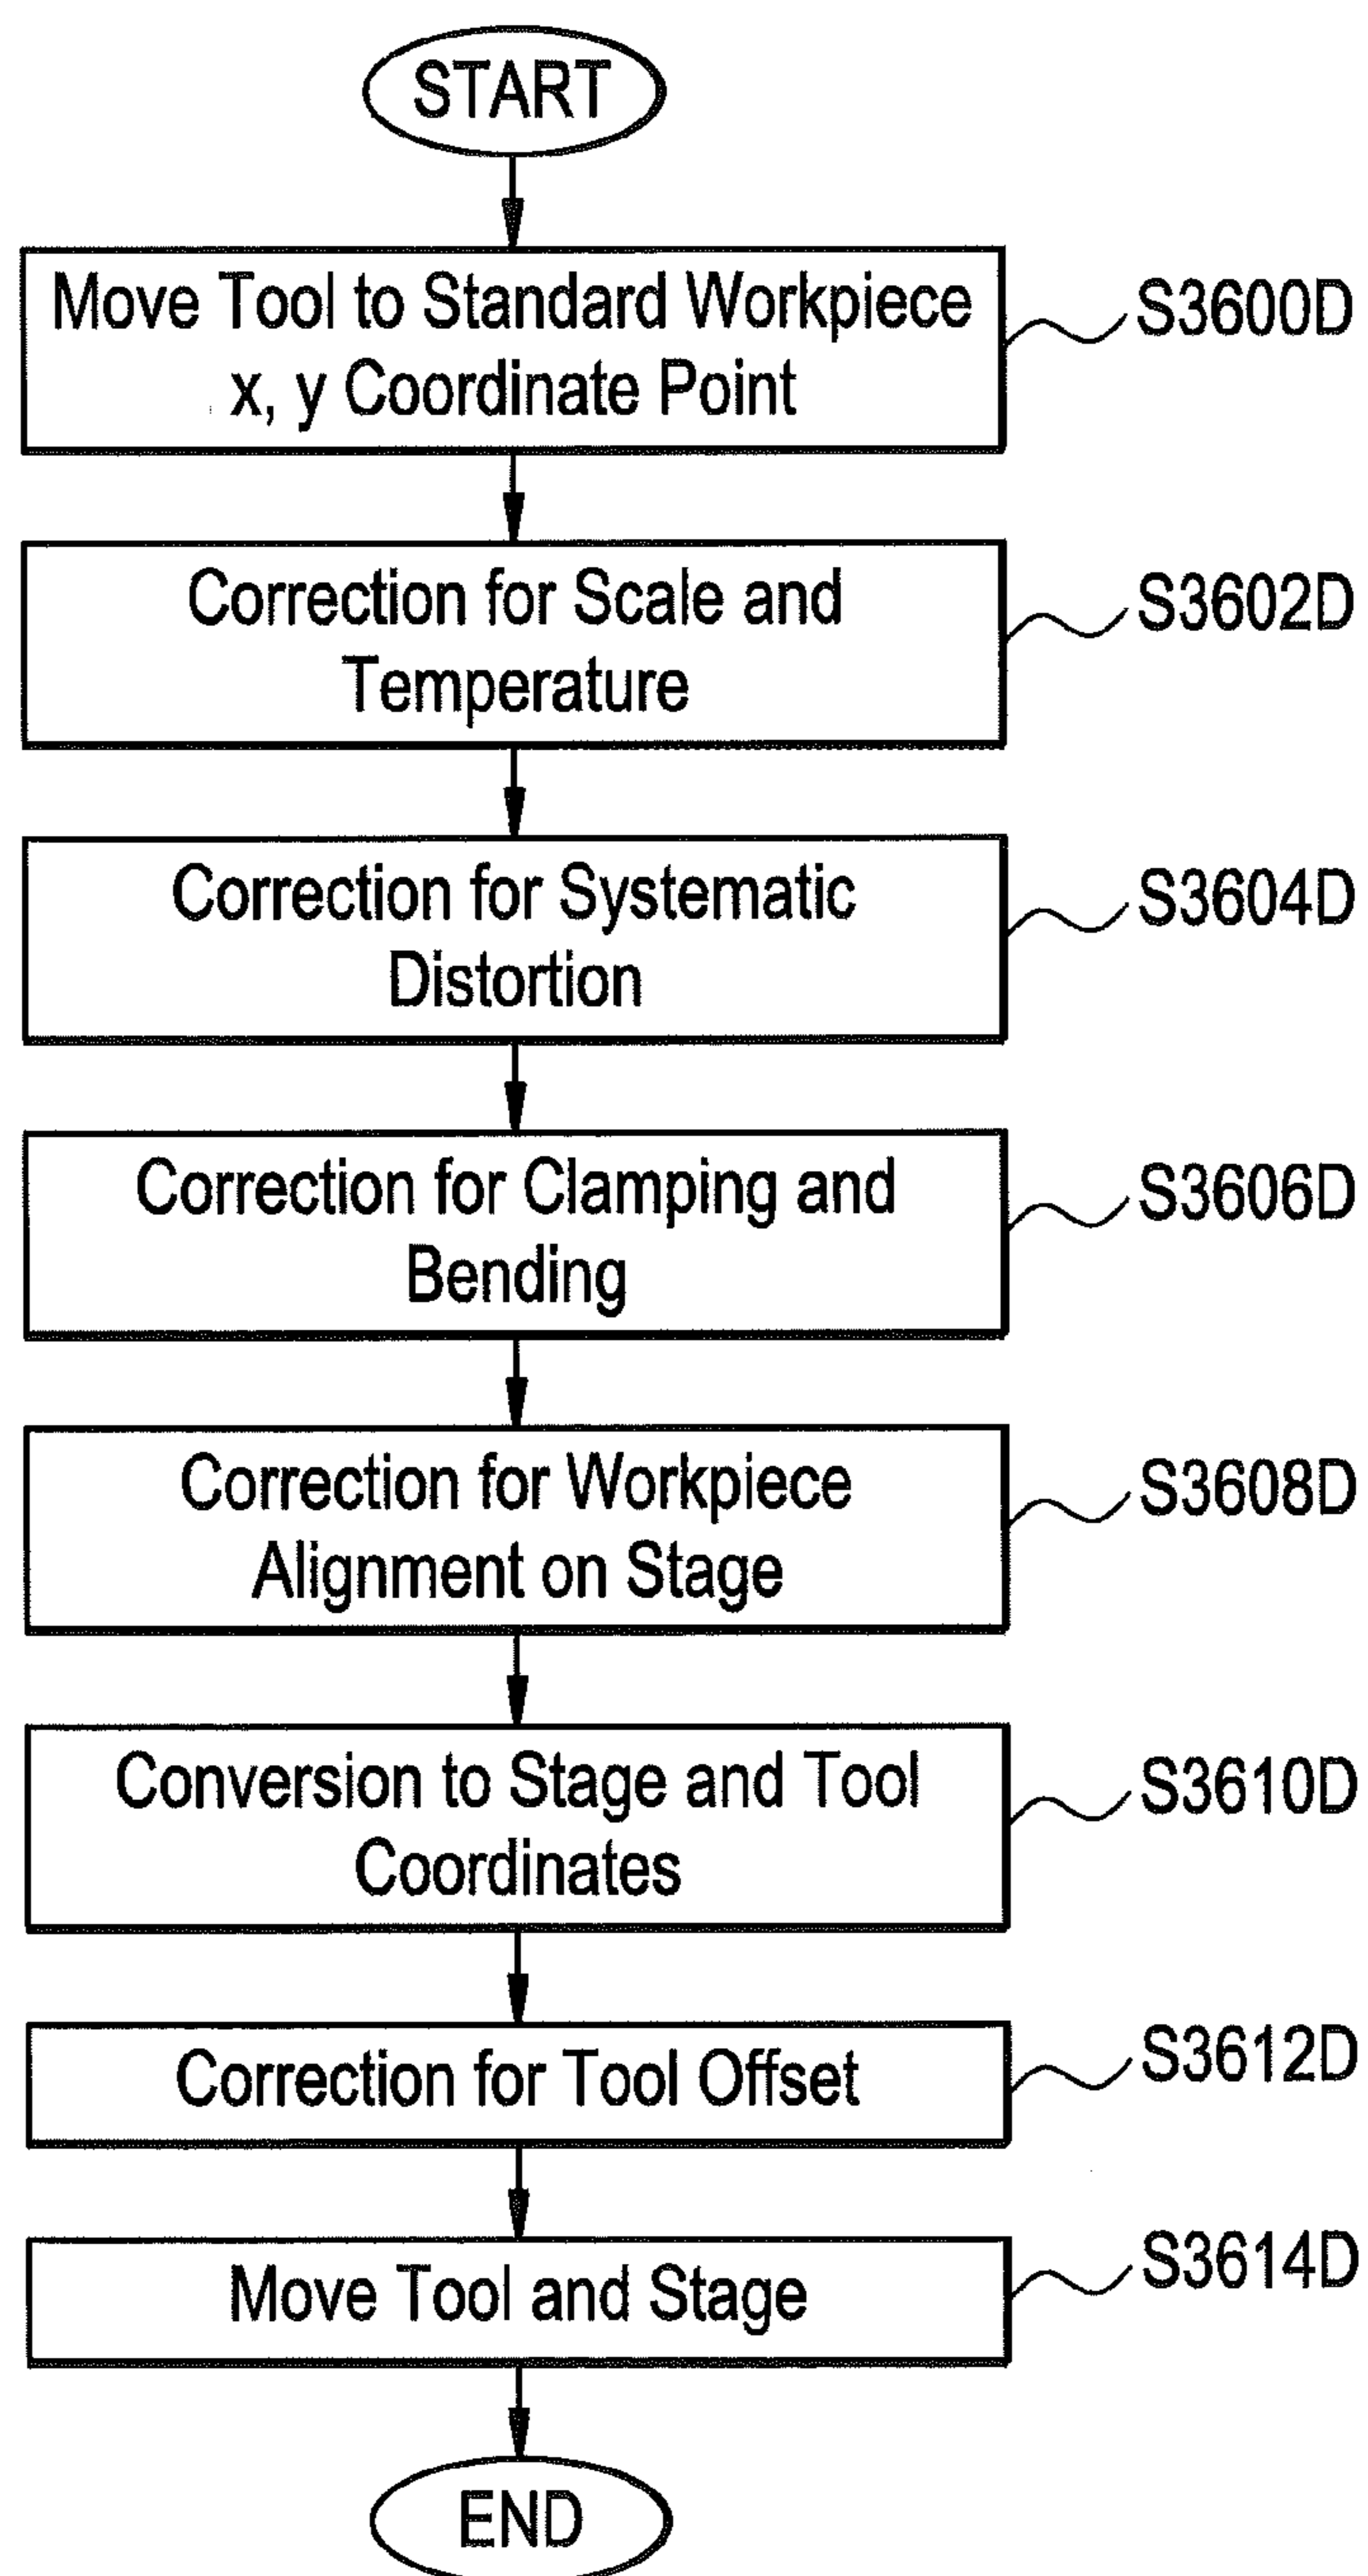 START
Move Tool to Standard Workpiece
x, y Coordinate Point
S3600D
Correction for Scale and
Temperature
S3602D
Correction for Systematic
Distortion
S3604D
Correction for Clamping and
Bending
S3606D
Correction for Workpiece
Alignment on Stage
S3608D
Conversion to Stage and Tool
Coordinates
S3610D
Correction for Tool Offset
S3612D
Move Tool and Stage
S3614D
END